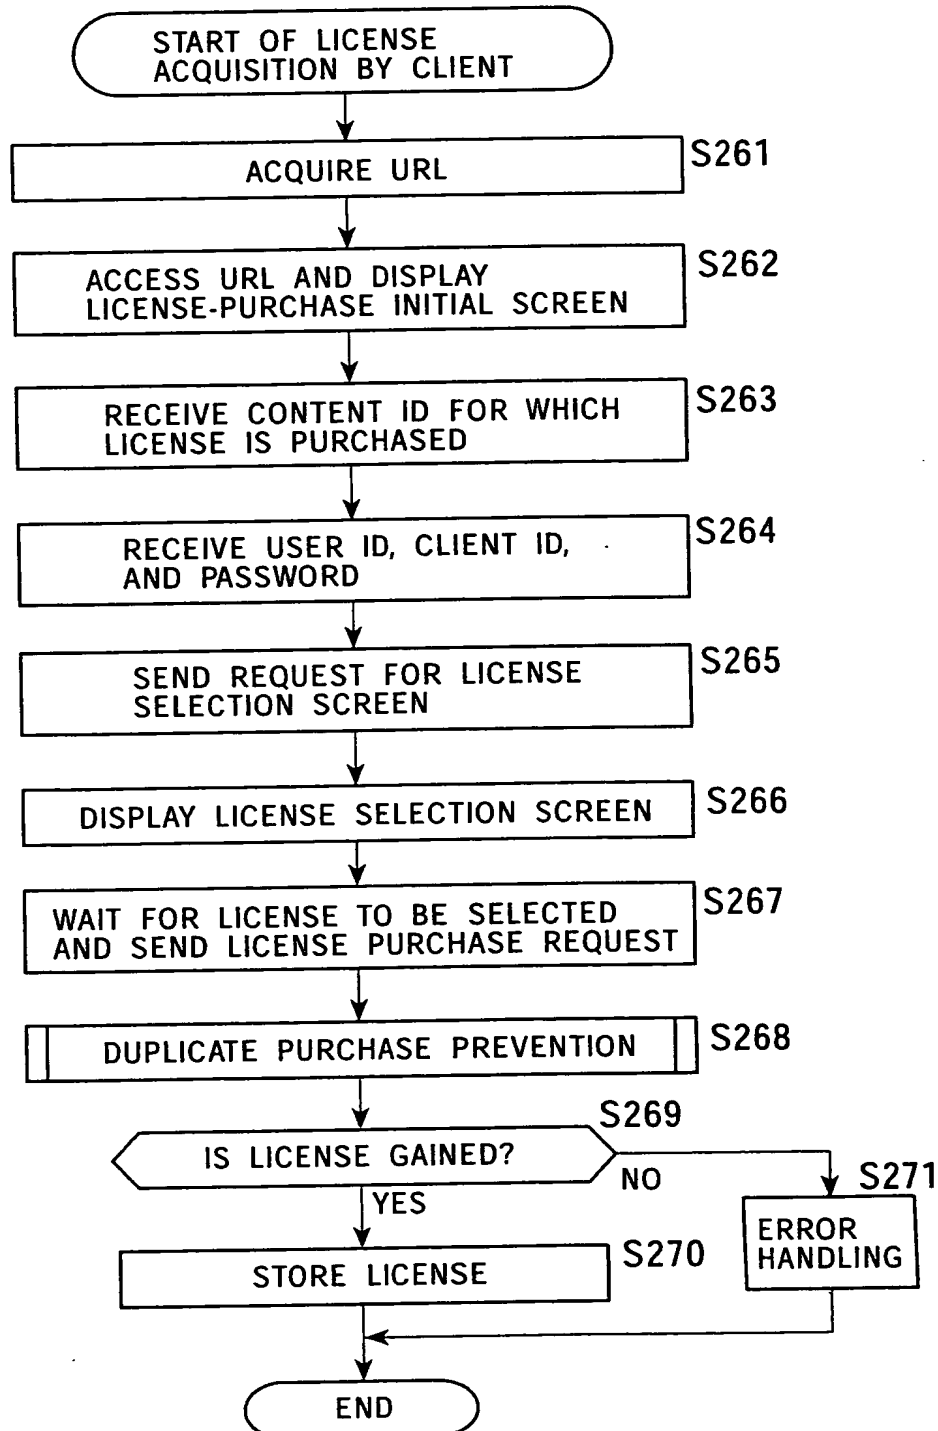 START OF LICENSE
ACQUISITION BY CLIENT
ACQUIRE URL
S261
ACCESS URL AND DISPLAY
LICENSE-PURCHASE INITIAL SCREEN
S262
RECEIVE CONTENT ID FOR WHICH
LICENSE IS PURCHASED
S263
RECEIVE USER ID, CLIENT ID,
AND PASSWORD
S264
SEND REQUEST FOR LICENSE
SELECTION SCREEN
S265
DISPLAY LICENSE SELECTION SCREEN
S266
WAIT FOR LICENSE TO BE SELECTED
AND SEND LICENSE PURCHASE REQUEST
S267
DUPLICATE PURCHASE PREVENTION
S268
IS LICENSE GAINED?
S269
NO
YES
S271
ERROR
HANDLING
STORE LICENSE
S270
END